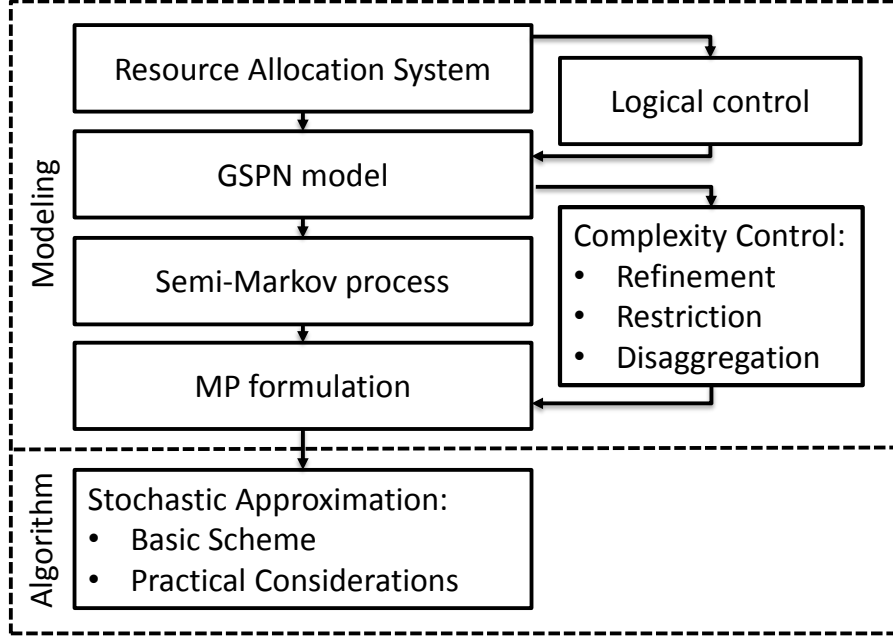 Modeling
Resource Allocation System
Logical control
GSPN model
Complexity Control:
• Refinement
• Restriction
• Disaggregation
Semi-Markov process
MP formulation
Algorithm
Stochastic Approximation:
• Basic Scheme
• Practical Considerations